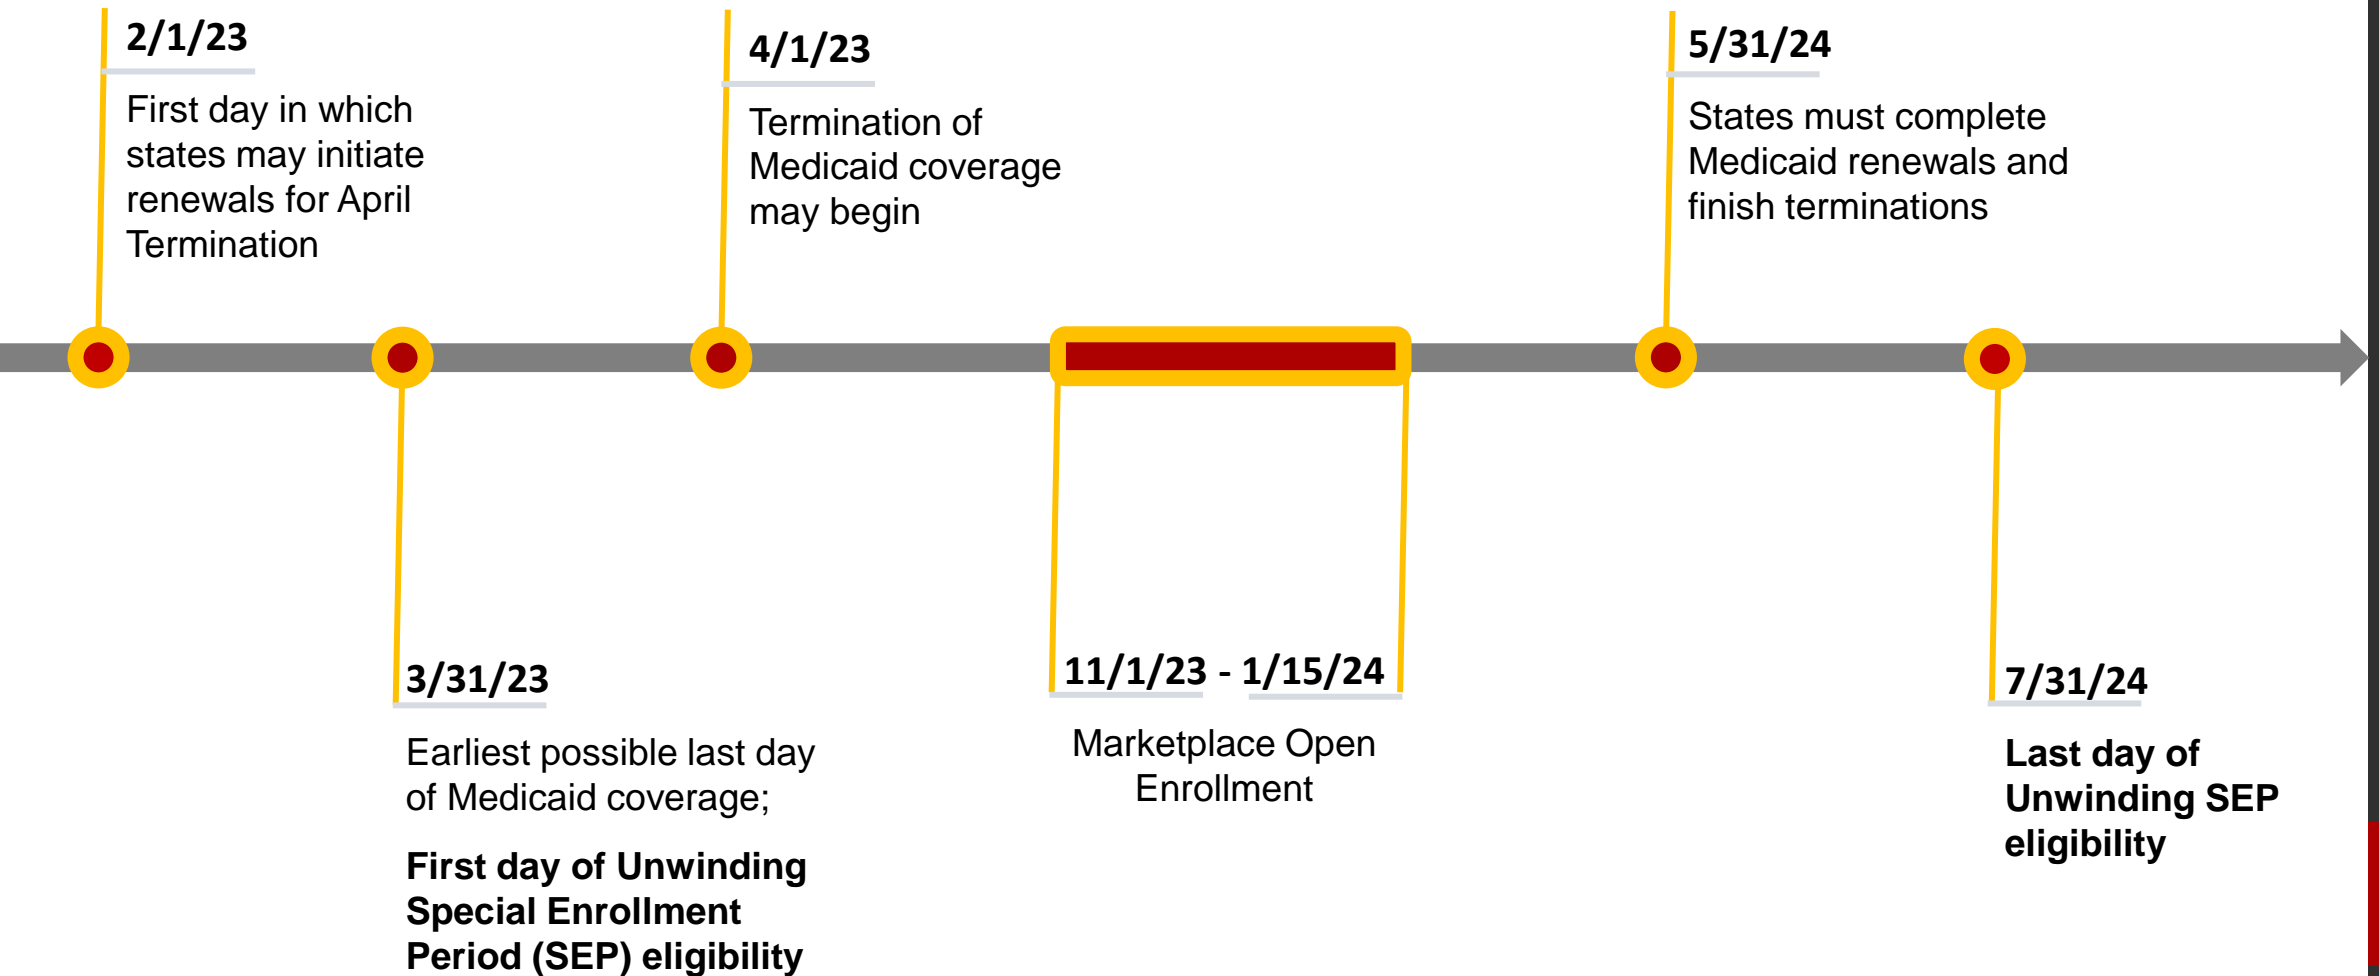 2/1/23
First day in which
states may initiate
renewals for April
Termination
3/31/23
Earliest possible last day
of Medicaid coverage;
First day of Unwinding
Special Enrollment
Period (SEP) eligibility
4/1/23
Termination of
Medicaid coverage
may begin
11/1/23 - 1/15/24
Marketplace Open
Enrollment
5/31/24
States must complete
Medicaid renewals and
finish terminations
7/31/24
Last day of
Unwinding SEP
eligibility